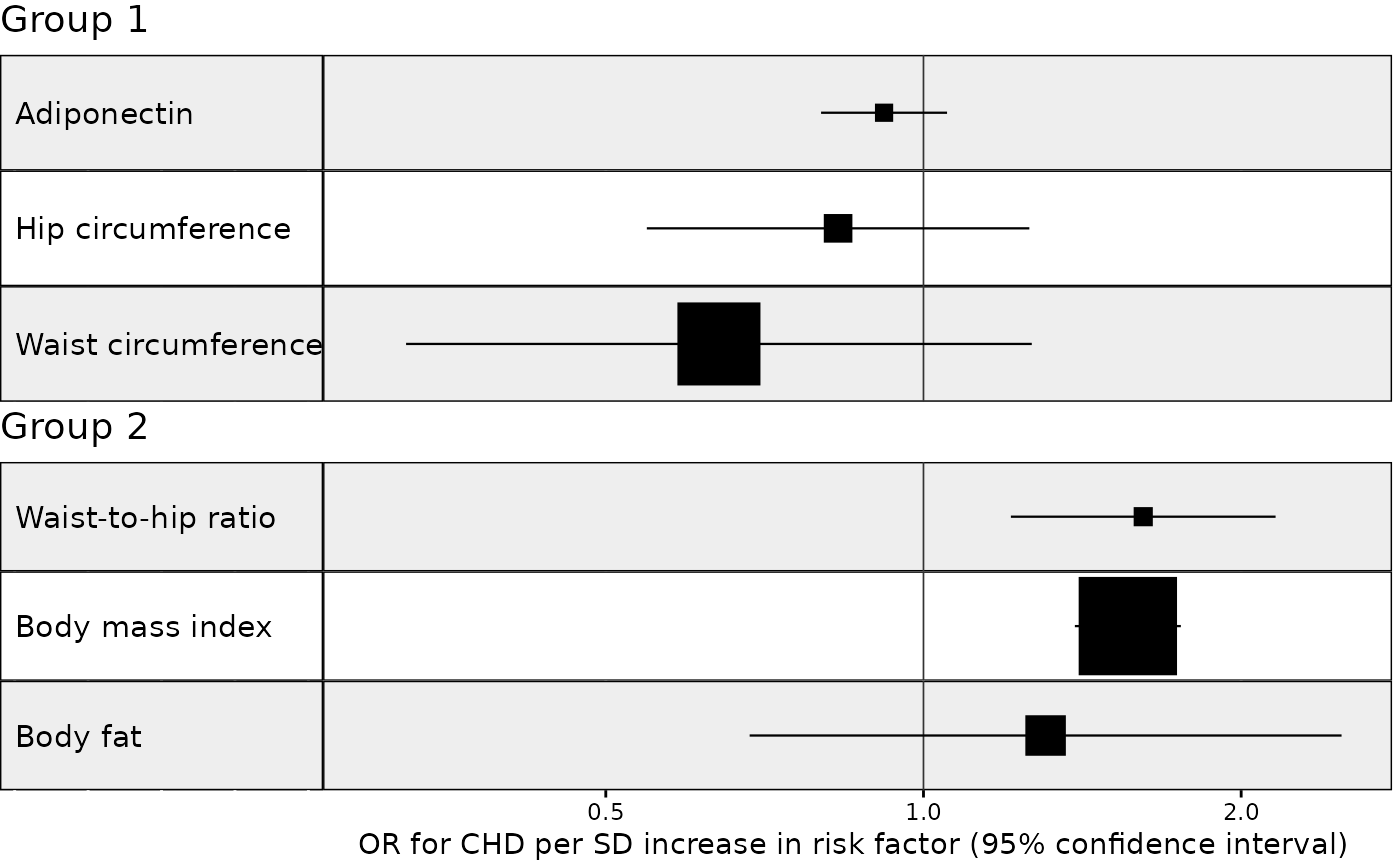 Group 1
Adiponectin
Hip circumference
Waist circumference
Group 2
Waist-to-hip ratio
Body mass index
Body fat
0.5 1.0 2.0
OR for CHD per SD increase in risk factor (95% confidence interval)